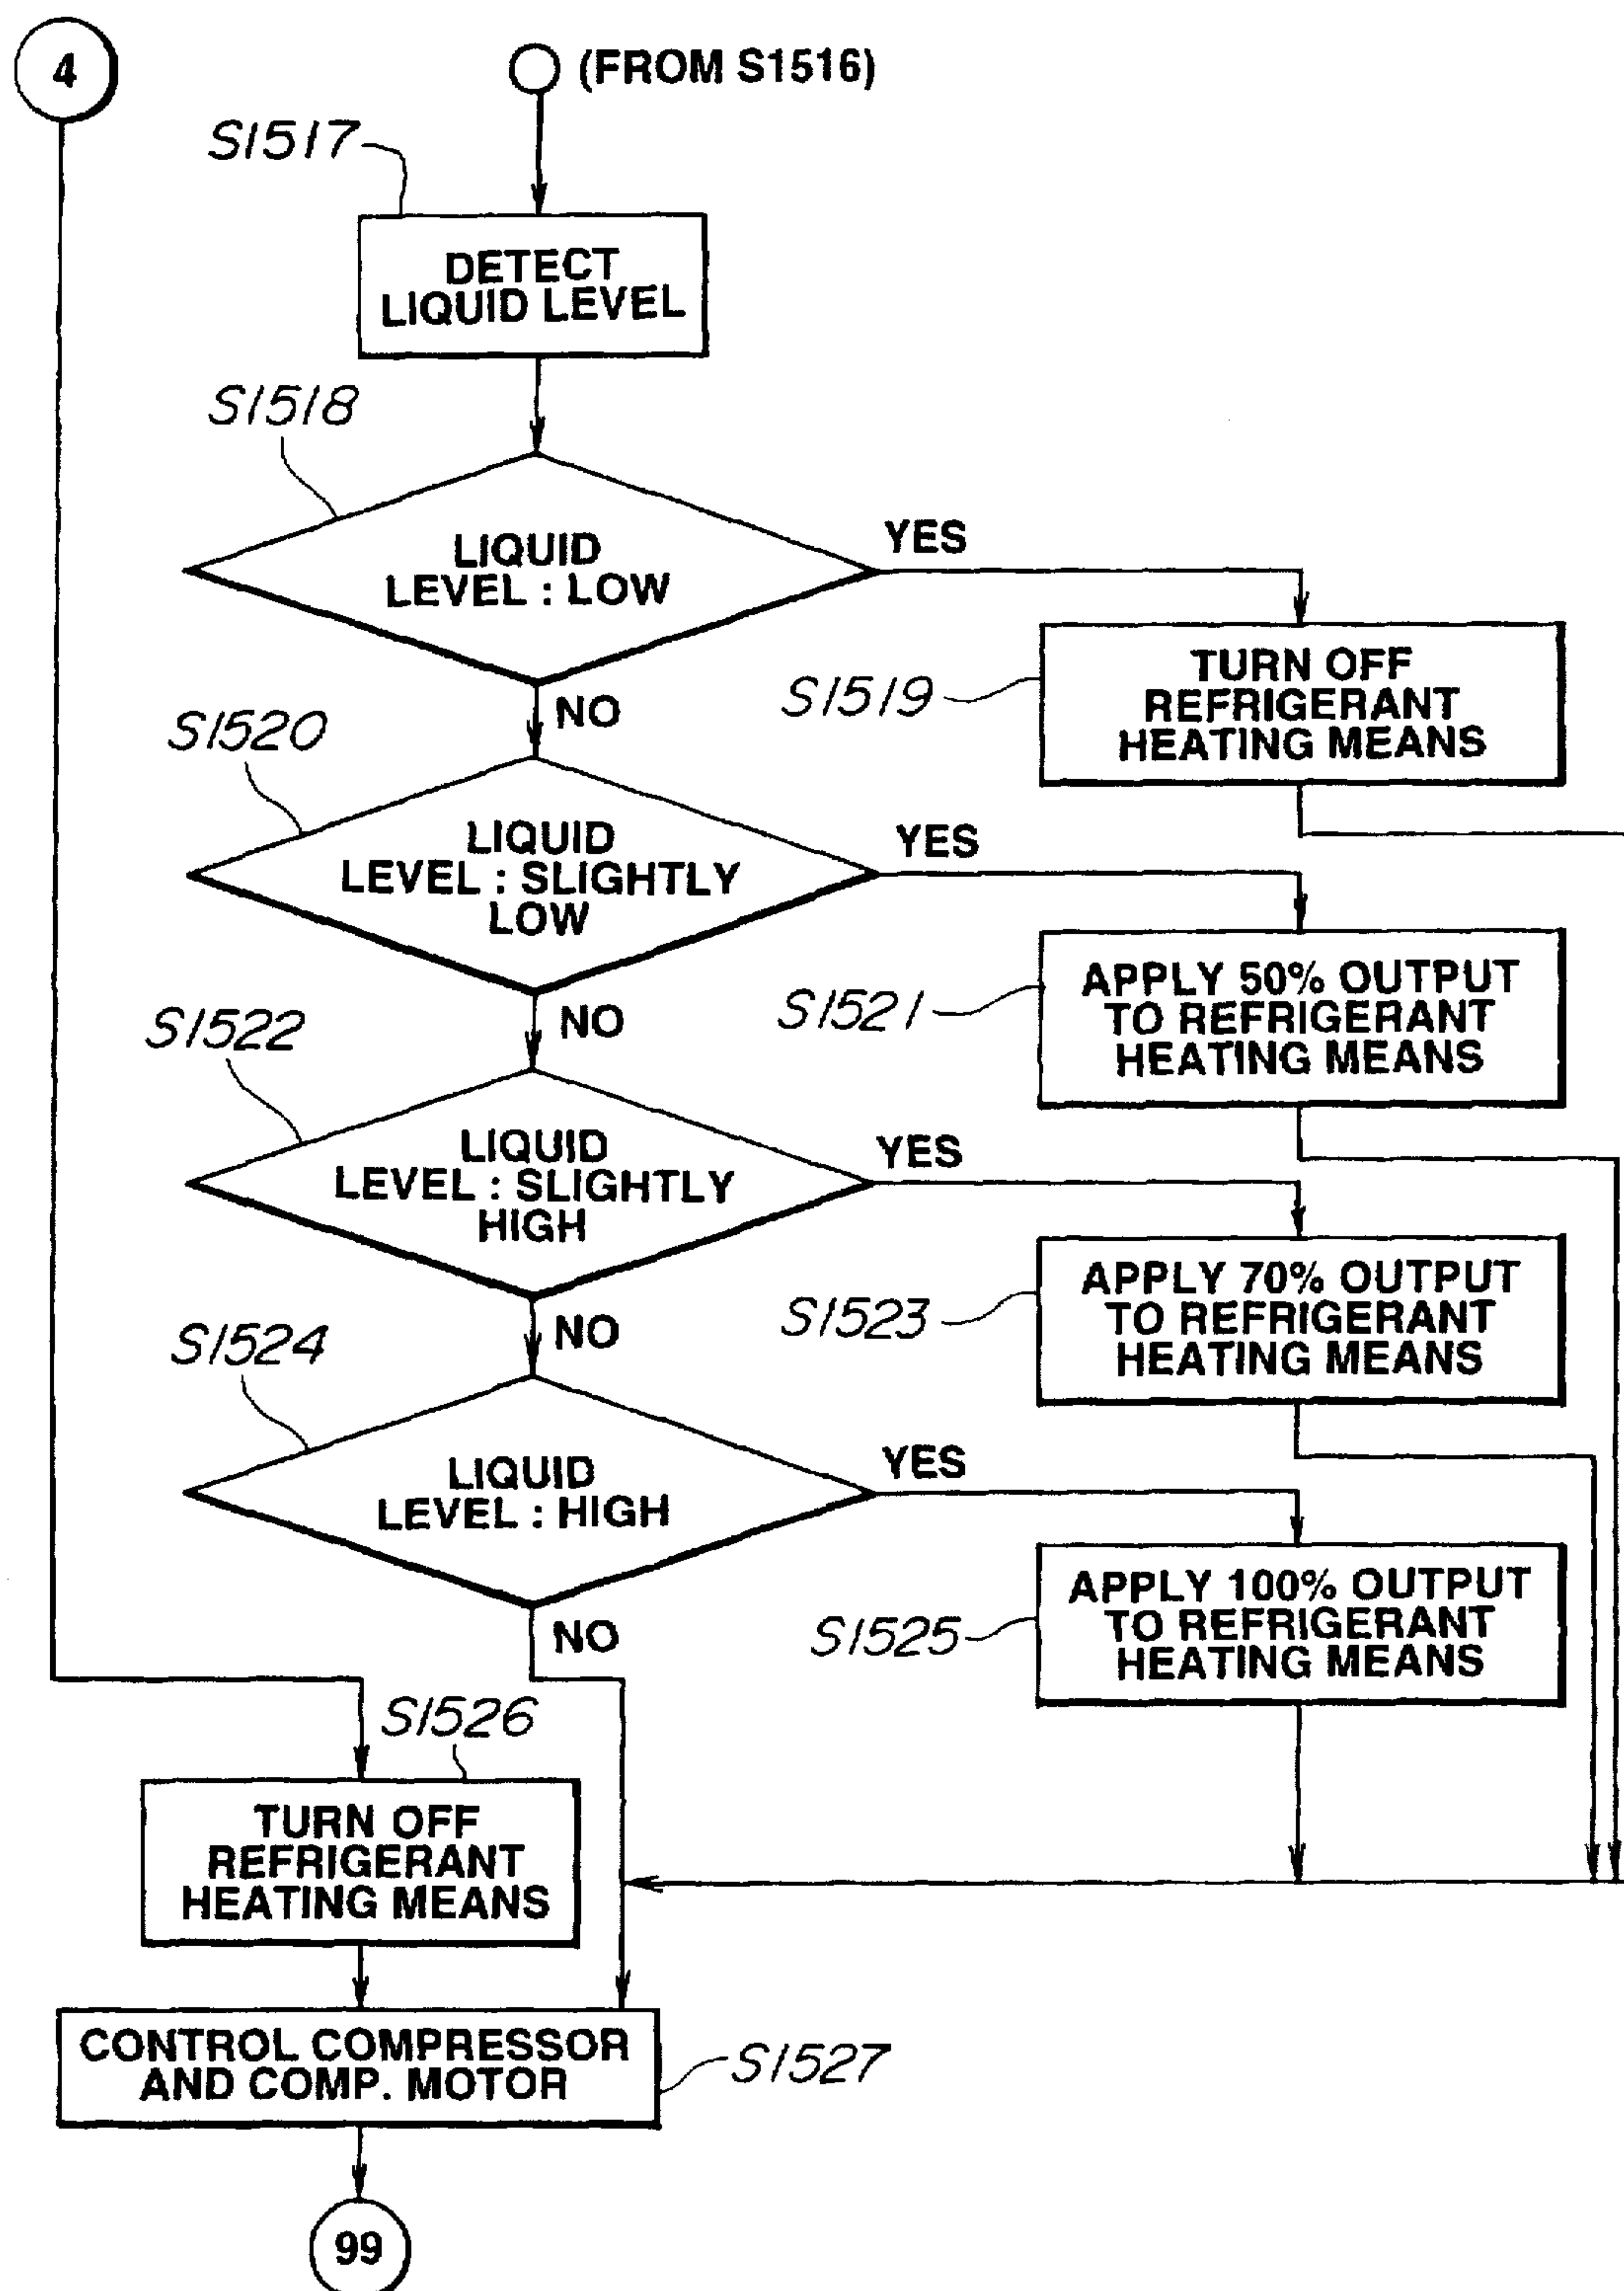 4
(FROM S1516)
S1517
DETECT
LIQUID LEVEL
S1518
LIQUID
LEVEL : LOW
YES
NO
S1519
TURN OFF
REFRIGERANT
HEATING MEANS
S1520
LIQUID
LEVEL : SLIGHTLY
LOW
YES
NO
S1521
APPLY 50% OUTPUT
TO REFRIGERANT
HEATING MEANS
S1522
LIQUID
LEVEL : SLIGHTLY
HIGH
YES
NO
S1523
APPLY 70% OUTPUT
TO REFRIGERANT
HEATING MEANS
S1524
LIQUID
LEVEL : HIGH
YES
NO
S1525
APPLY 100% OUTPUT
TO REFRIGERANT
HEATING MEANS
S1526
TURN OFF
REFRIGERANT
HEATING MEANS
CONTROL COMPRESSOR
AND COMP. MOTOR
S1527
99